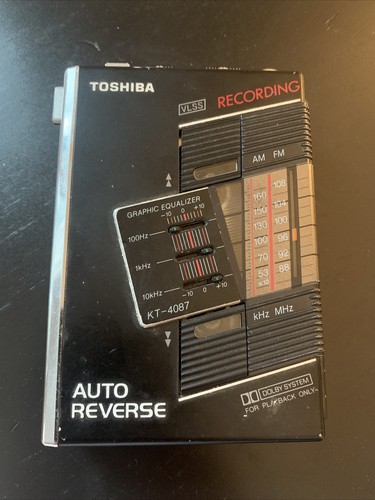 TOSHIBA
VLSS
RECORDING
AM FM
GRAPHIC EQUALIZER
-10 0 +10
100Hz
1kHz
10kHz
-10 0 +10
KT-4087
160 108
150 104
130 100
100 96
70 92
53 88
kHz MHz
AUTO
REVERSE
DOLBY SYSTEM
FOR PLAYBACK ONLY